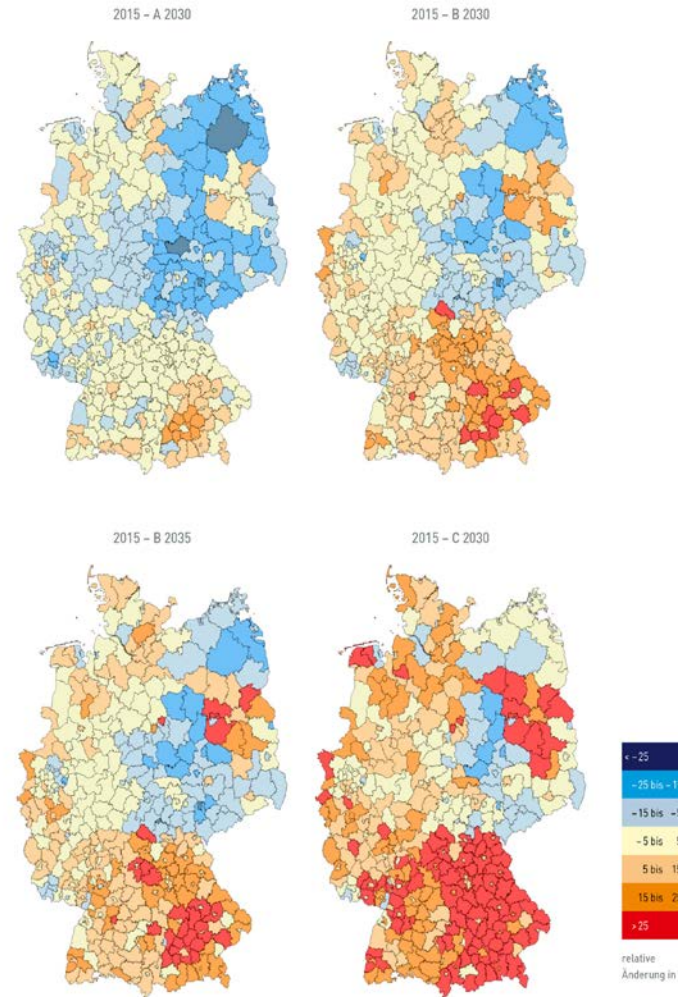 2015 – A 2030
2015 – B 2030
2015 – B 2035
2015 – C 2030
< – 25
– 25 bis – 1
– 15 bis –
– 5 bis
5 bis 1
15 bis 2
> 25
relative
Änderung in